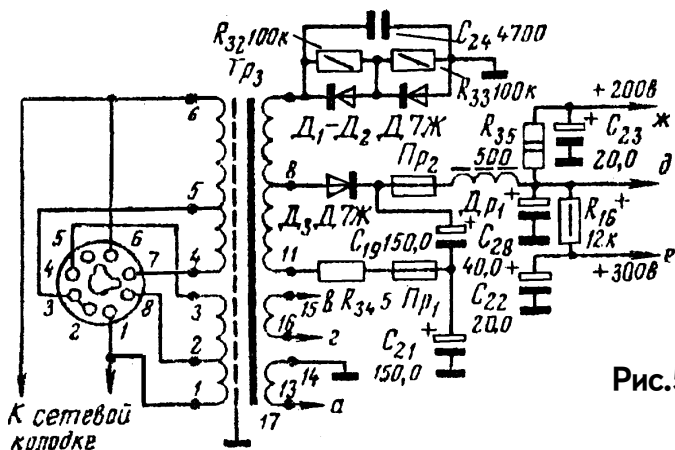 R32 100к
C24 4700
Тр3
R33 100к
6
Д1-Д2 Д7Ж
+200в
ж
R35
C23
20,0
5
8
Пр2
500
д
Д3 Д7Ж
Др1
5
6
4
7
4
C19 150,0
C28
40,0
R16
12к
11
е
+300в
3
8
3
15 в
R34 5
Пр1
C22
20,0
2
1
2
16
г
C21
150,0
14
1
13
а
17
К сетевой
колодке
Рис.